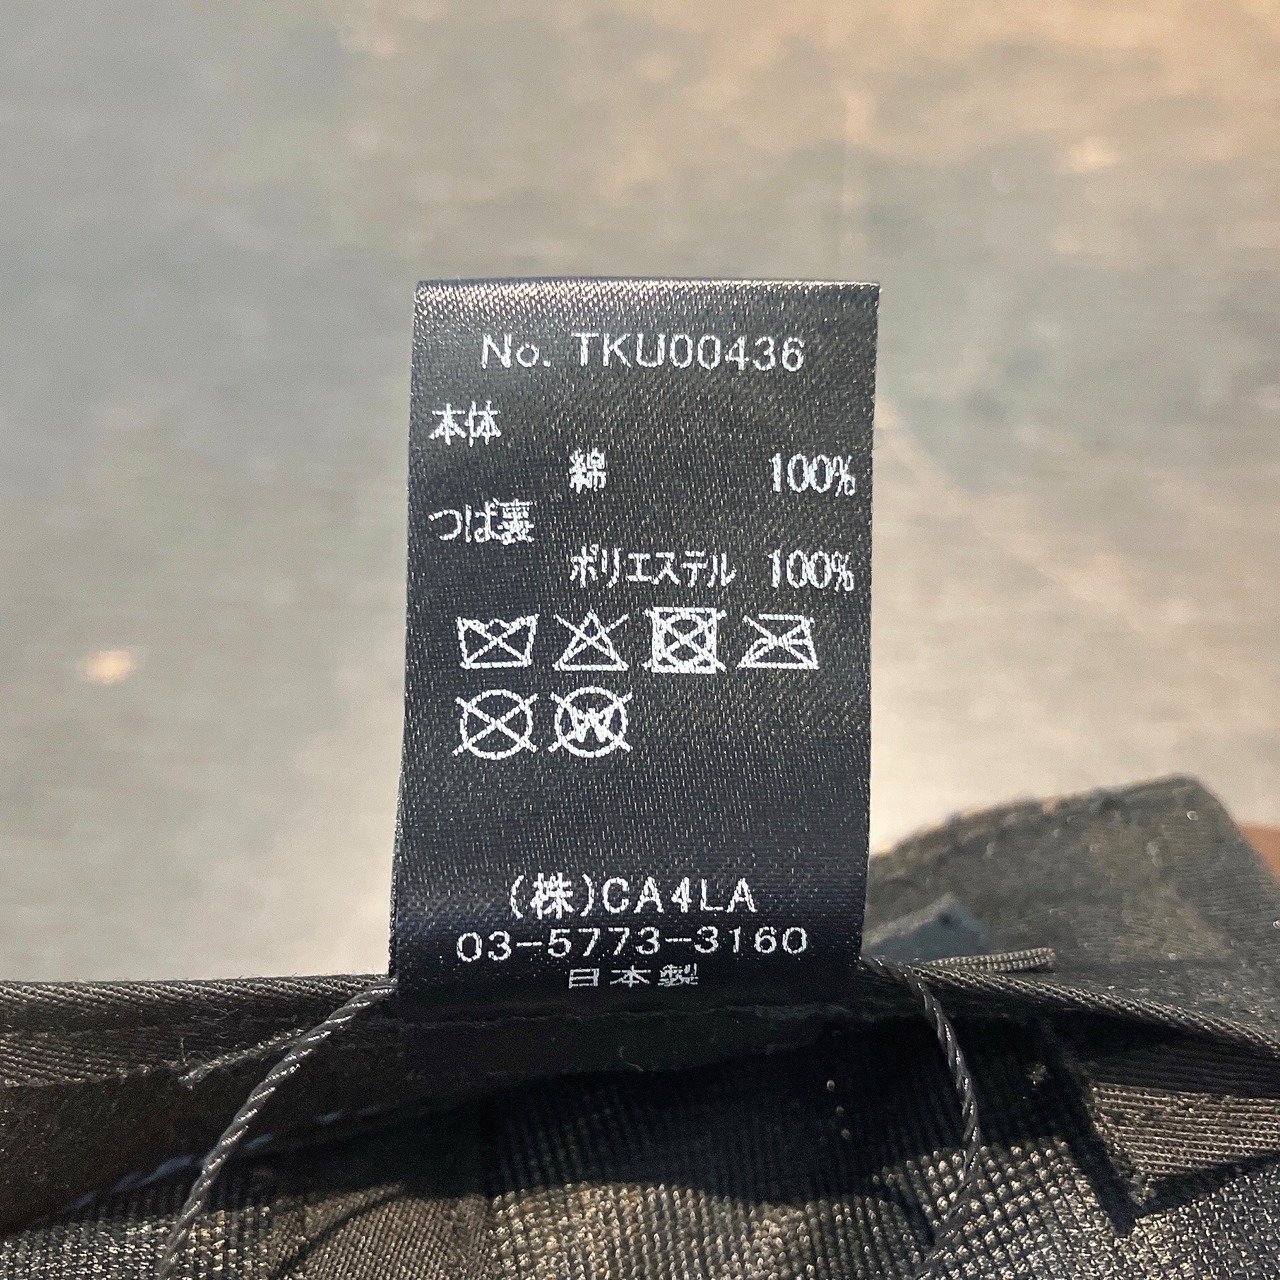 No. TKU00436
本体
綿 100%
つば裏
ポリエステル 100%
W
(株)CA4LA
03-5773-3160
日本製